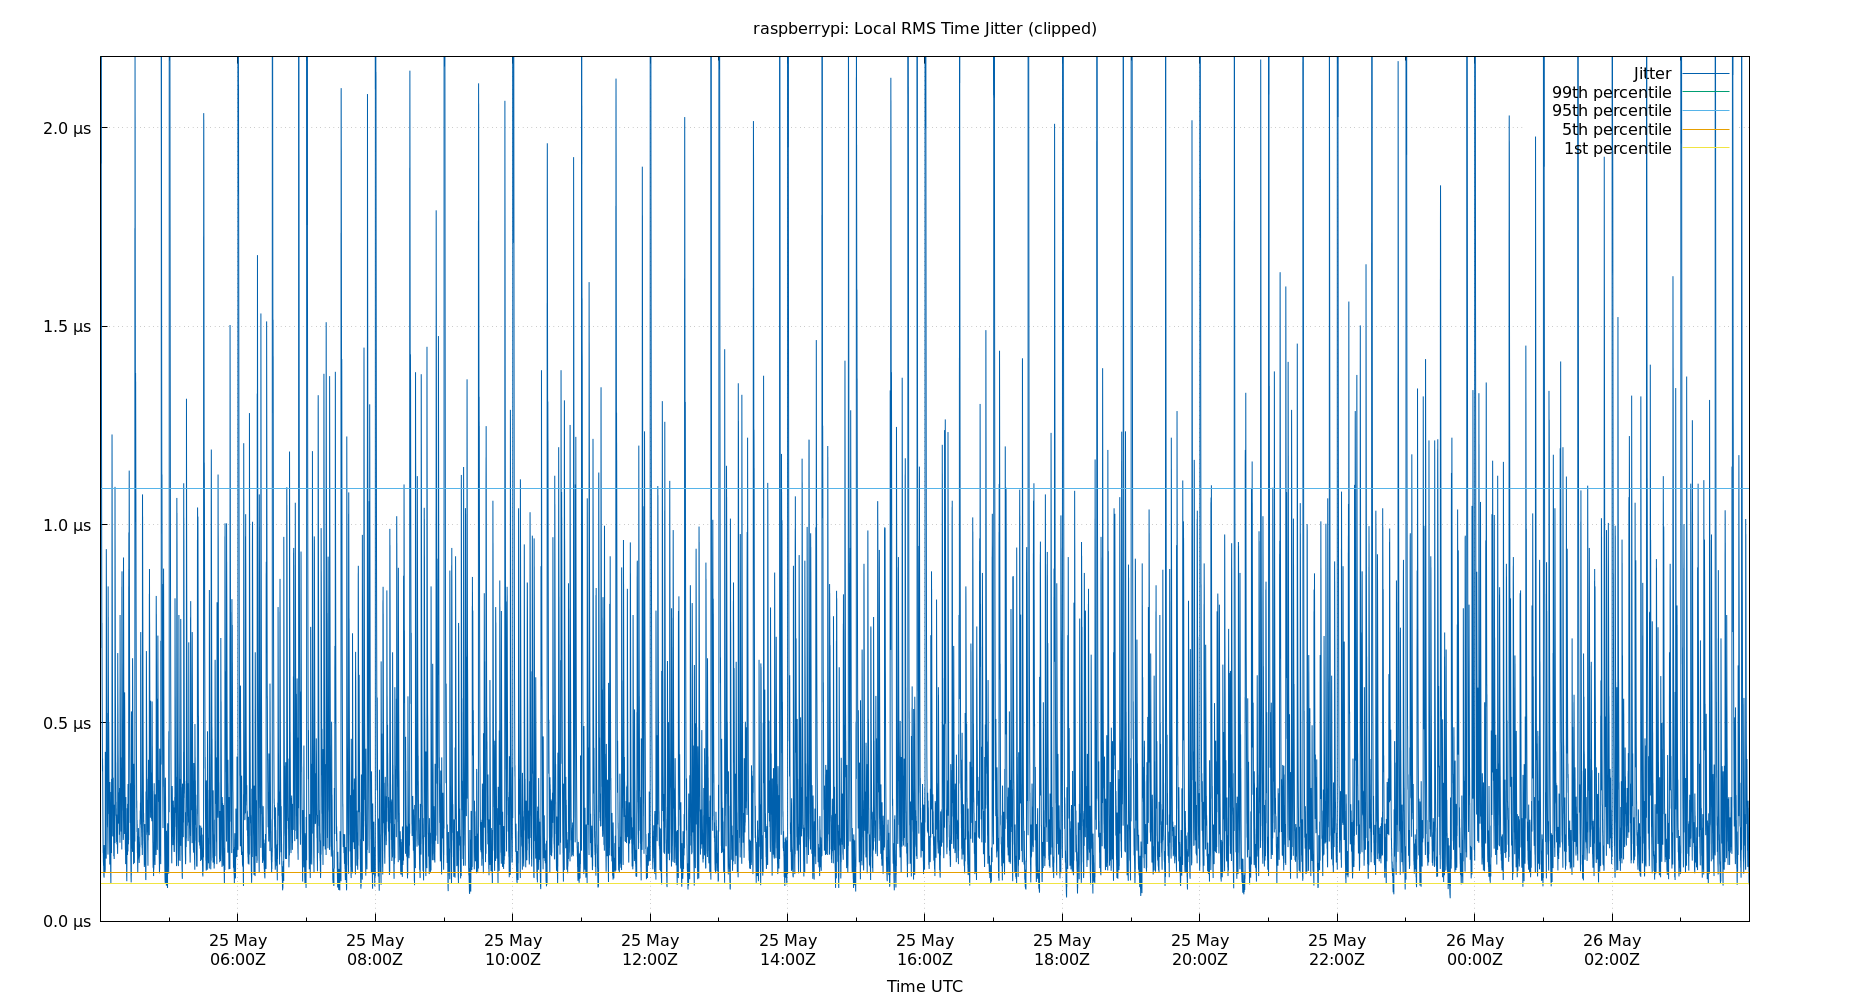 raspberrypi: Local RMS Time Jitter (clipped)
Jitter
99th percentile
95th percentile
5th percentile
1st percentile
2.0 µs
1.5 µs
1.0 µs
0.5 µs
0.0 µs
25 May 25 May 25 May 25 May 25 May 25 May 25 May 25 May 25 May 26 May 26 May
06:00Z 08:00Z 10:00Z 12:00Z 14:00Z 16:00Z 18:00Z 20:00Z 22:00Z 00:00Z 02:00Z
Time UTC